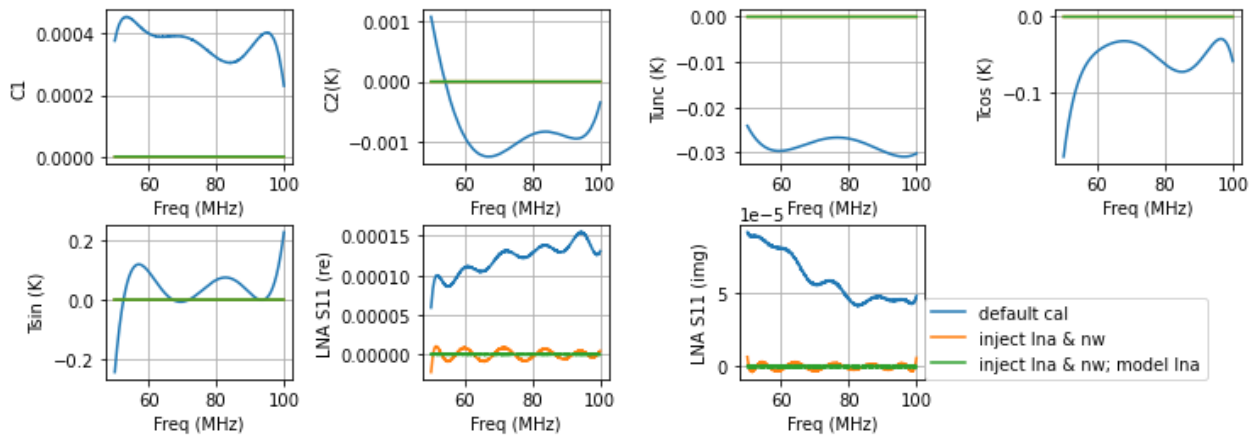 C1
0.0004
0.0002
0.0000
60 80 100
Freq (MHz)
C2(K)
0.001
0.000
−0.001
60 80 100
Freq (MHz)
Tunc (K)
0.00
−0.01
−0.02
−0.03
60 80 100
Freq (MHz)
Tcos (K)
0.0
−0.1
60 80 100
Freq (MHz)
Tsin (K)
0.2
0.0
−0.2
60 80 100
Freq (MHz)
LNA S11 (re)
0.00015
0.00010
0.00005
0.00000
60 80 100
Freq (MHz)
1e−5
LNA S11 (img)
5
0
60 80 100
Freq (MHz)
default cal
inject lna & nw
inject lna & nw; model lna